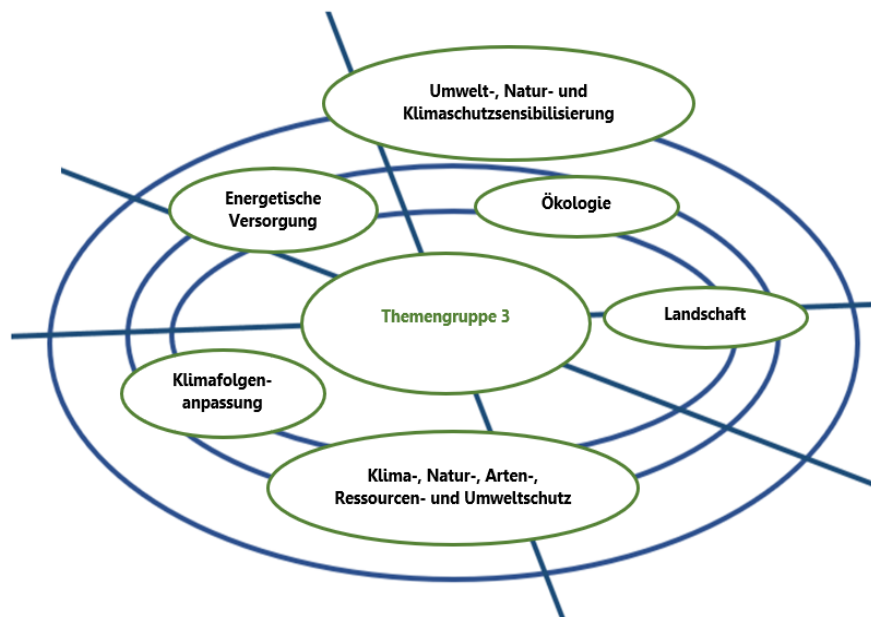 Umwelt-, Natur- und
Klimaschutzsensibilisierung
Energetische
Versorgung
Ökologie
Themengruppe 3
Landschaft
Klimafolgen-
anpassung
Klima-, Natur-, Arten-,
Ressourcen- und Umweltschutz